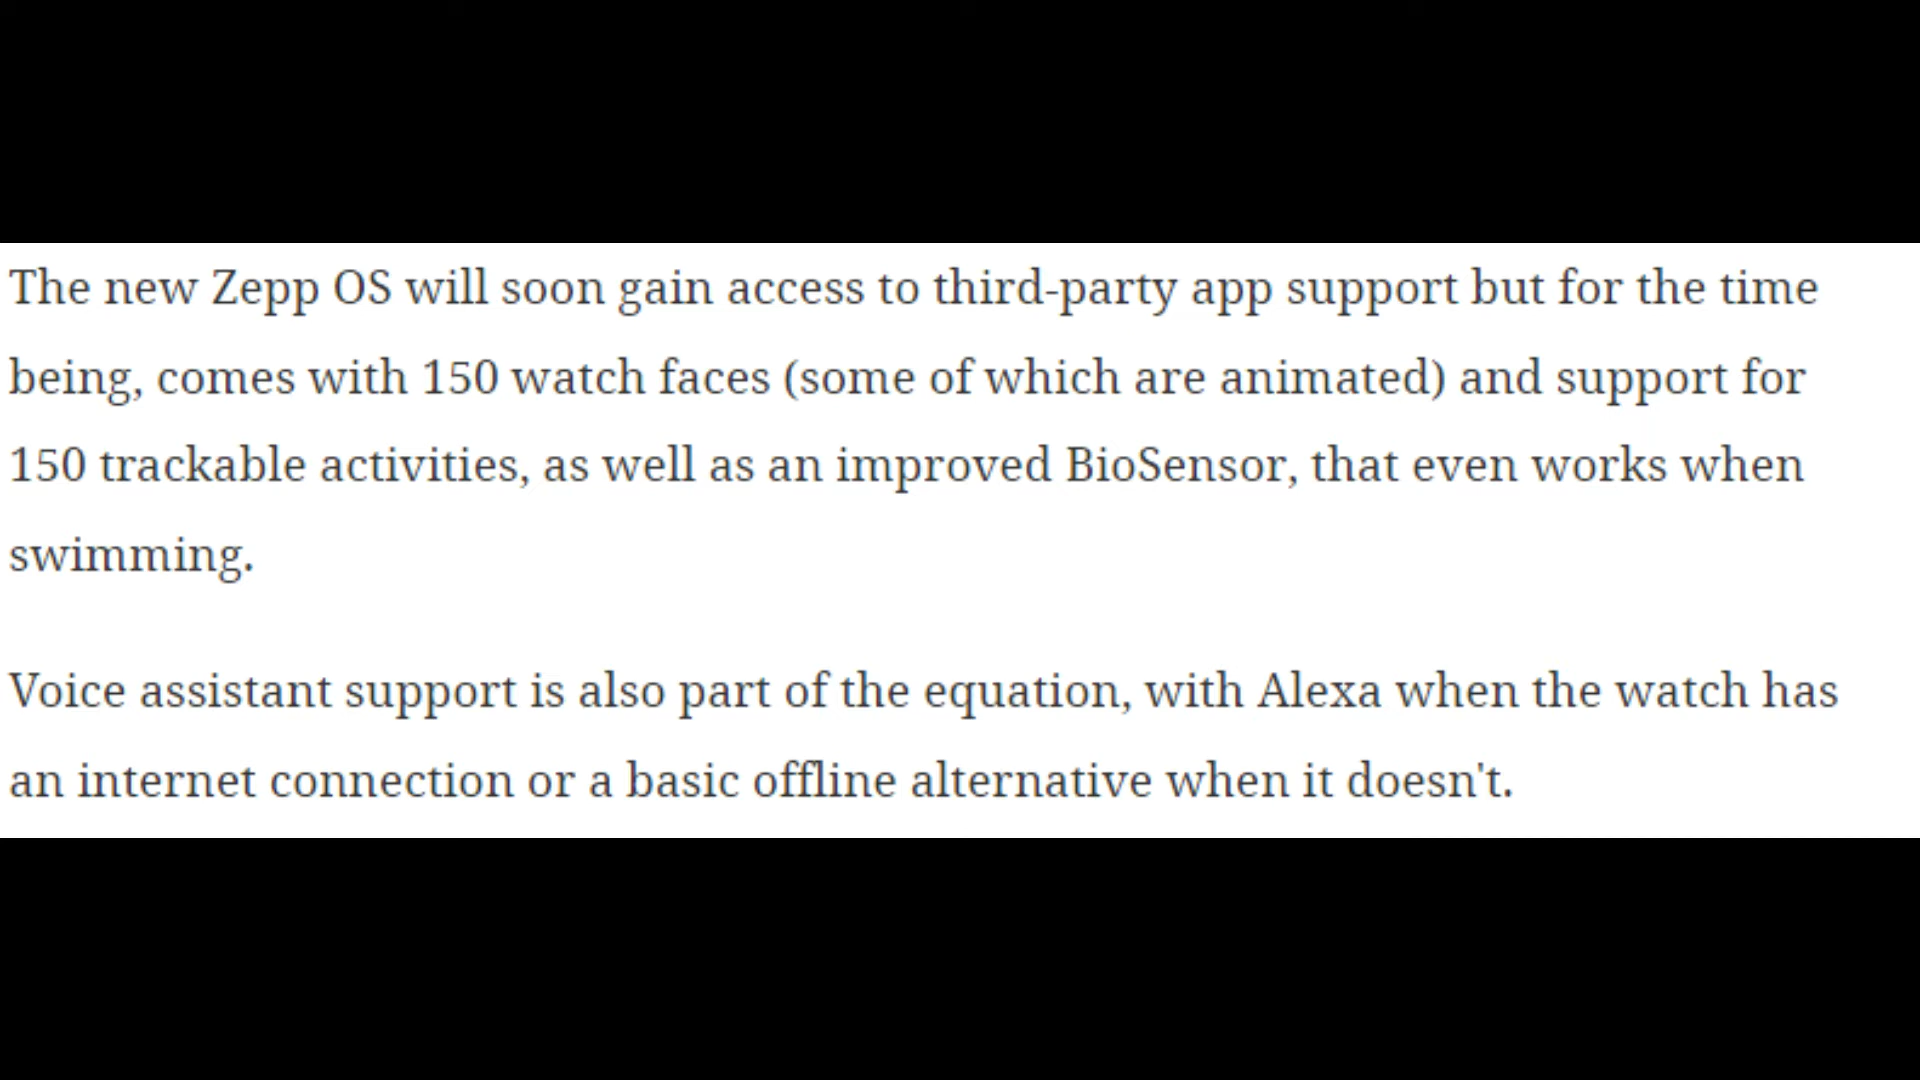 The new Zepp OS will soon gain access to third-party app support but for the time
being, comes with 150 watch faces (some of which are animated) and support for
150 trackable activities, as well as an improved BioSensor, that even works when
swimming.
Voice assistant support is also part of the equation, with Alexa when the watch has
an internet connection or a basic offline alternative when it doesn't.